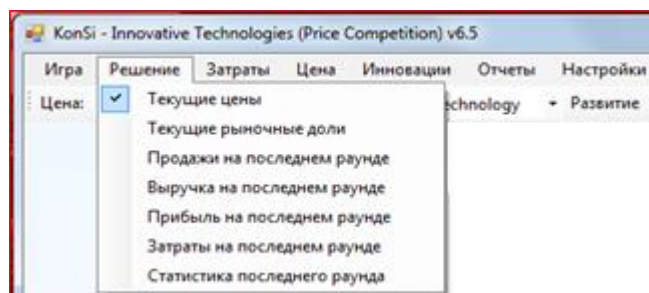 KonSi - Innovative Technologies (Price Competition) v6.5
Игра Решение Затраты Цена Инновации Отчеты Настройки
Цена: echnology Развитие
Текущие цены
Текущие рыночные доли
Продажи на последнем раунде
Выручка на последнем раунде
Прибыль на последнем раунде
Затраты на последнем раунде
Статистика последнего раунда